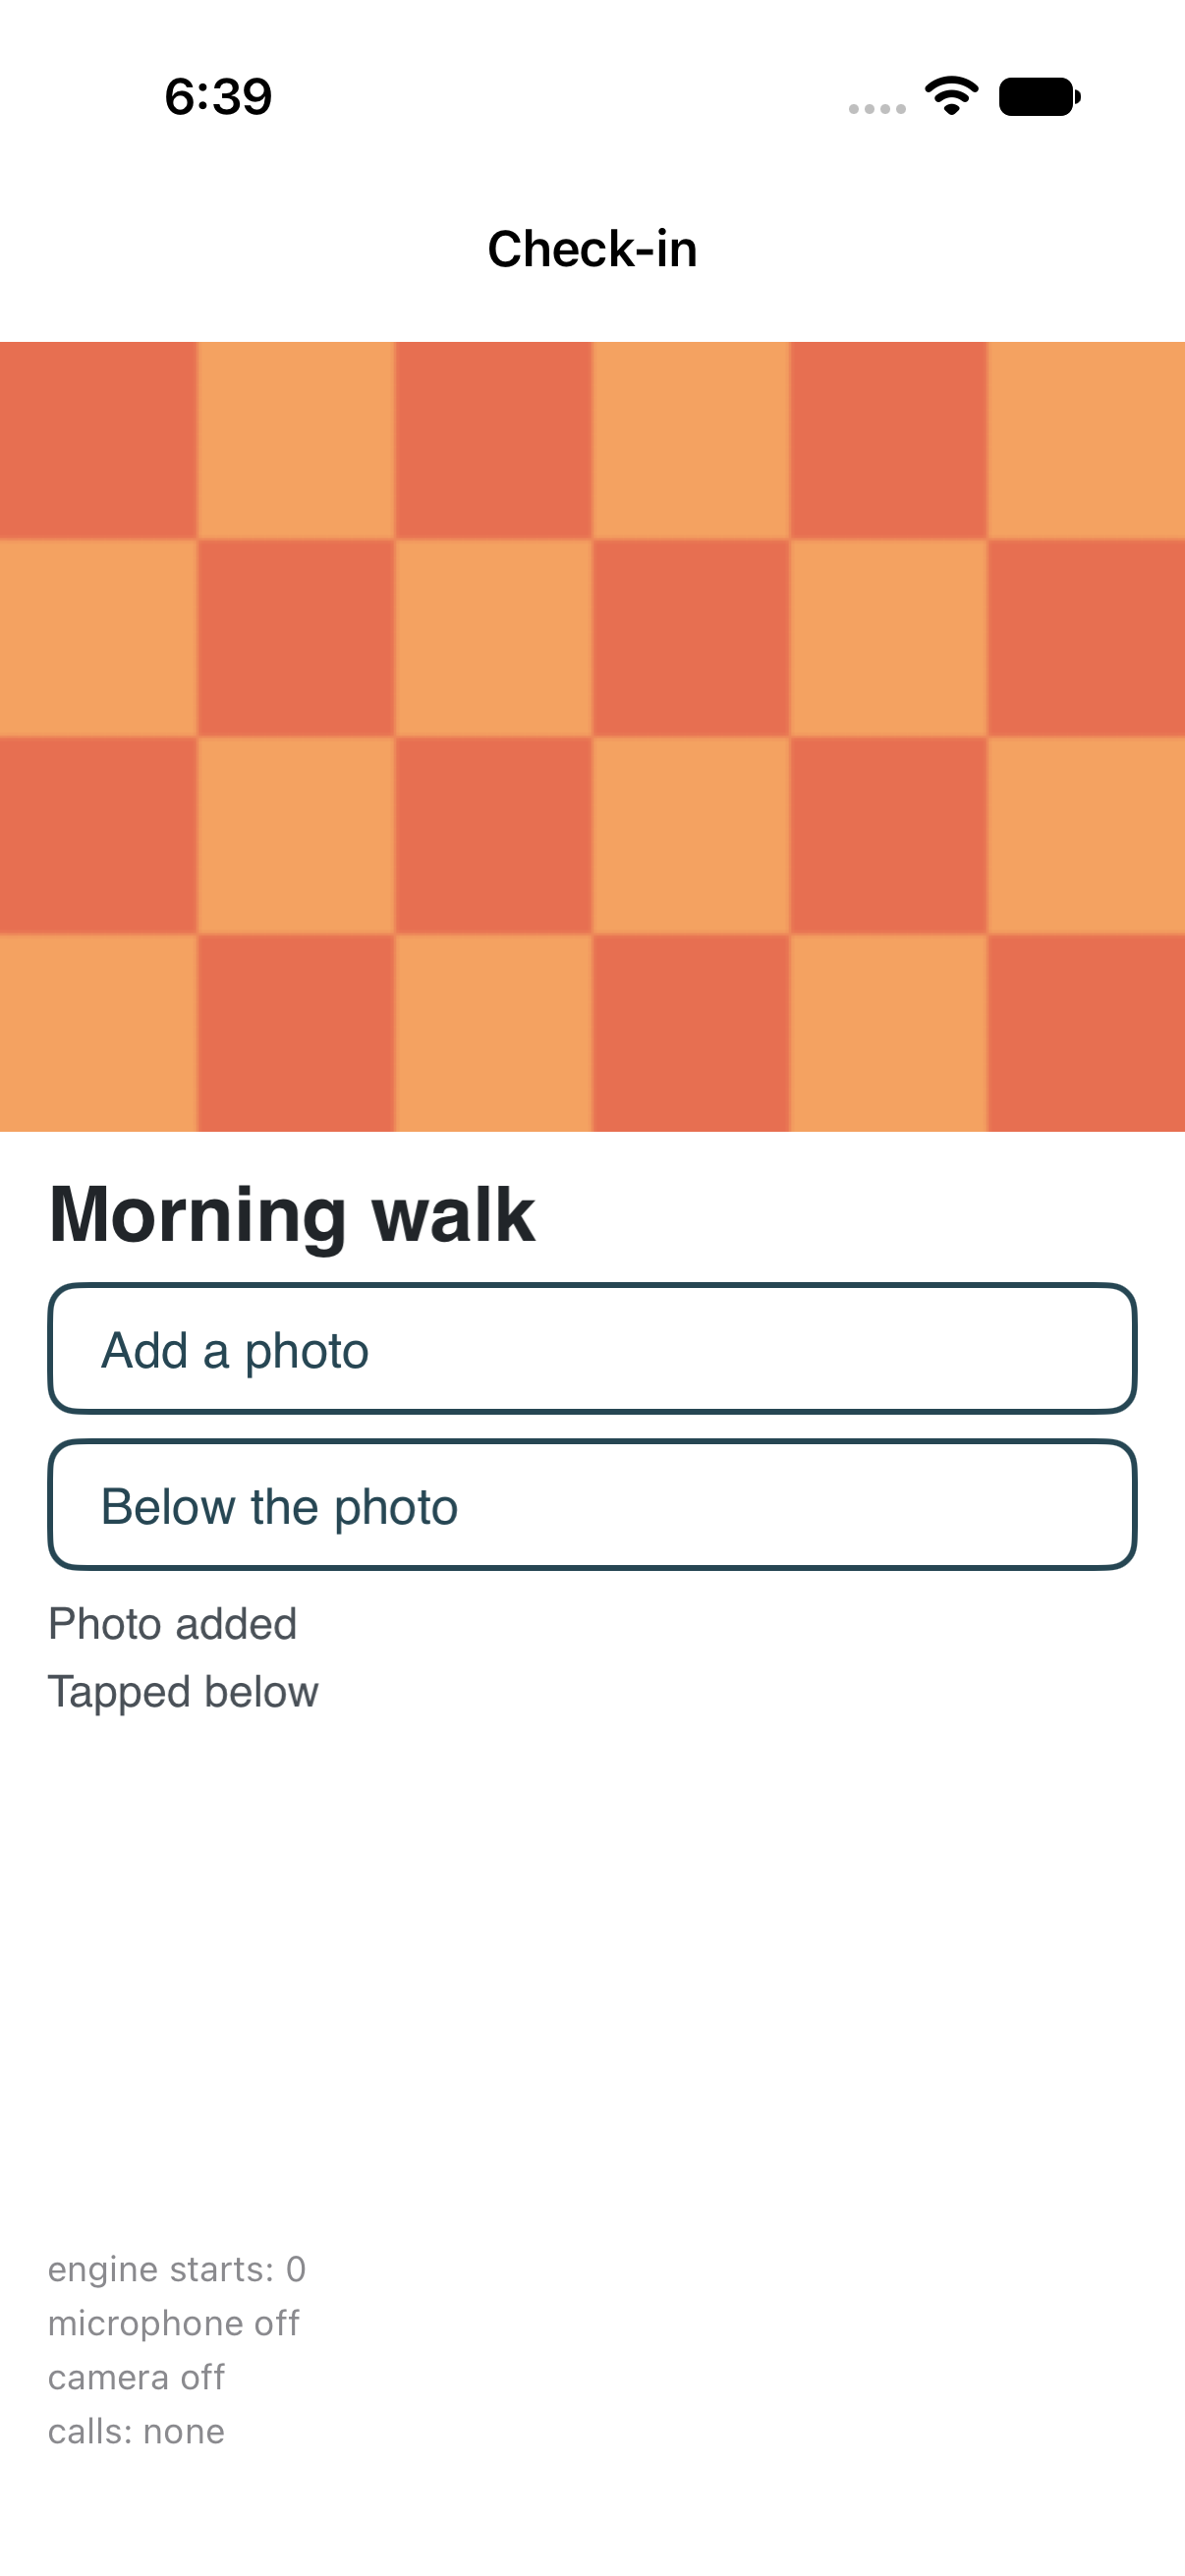 6:39
Check-in
Morning walk
Add a photo
Below the photo
Photo added
Tapped below
engine starts: 0
microphone off
camera off
calls: none